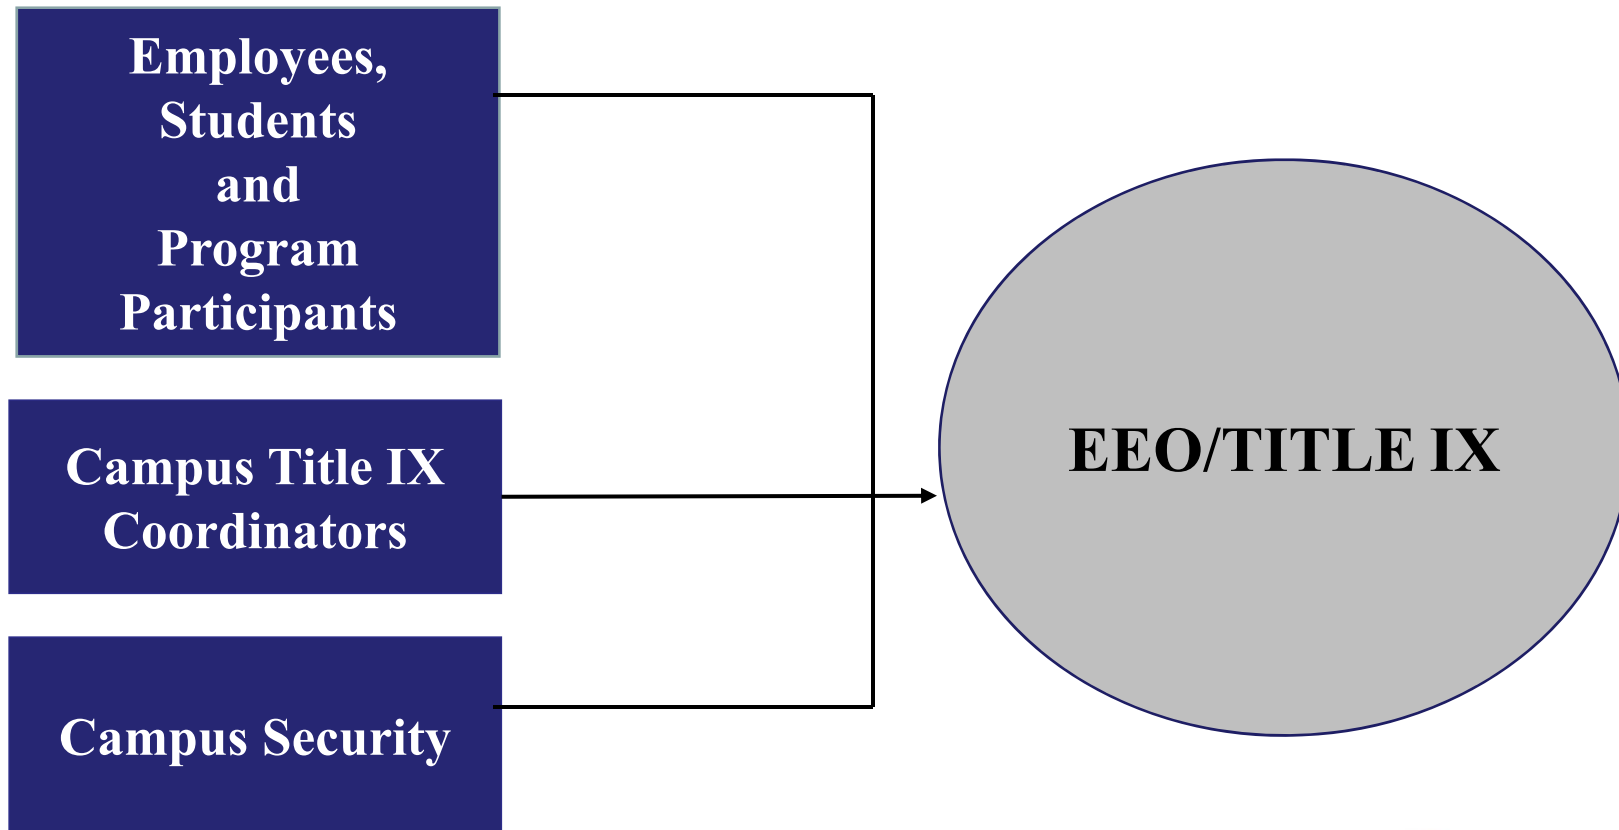 Employees,
Students
and
Program
Participants
Campus Title IX
Coordinators
Campus Security
EEO/TITLE IX